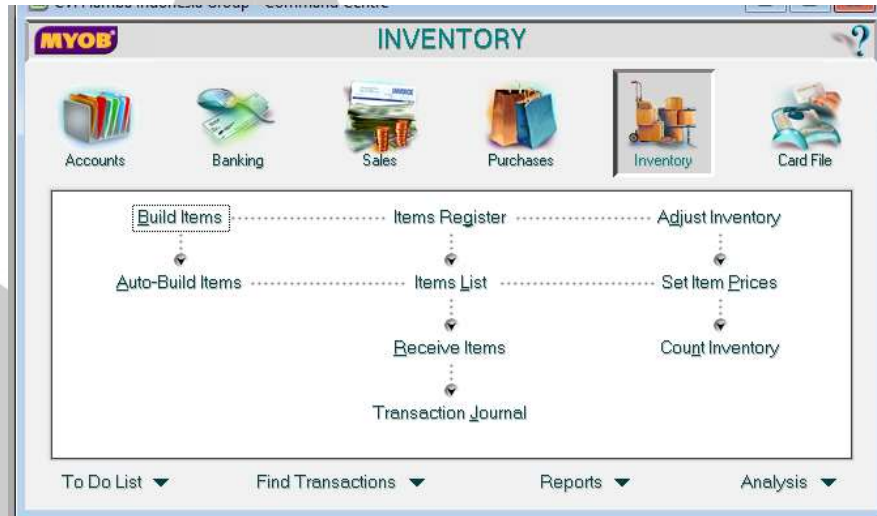 MYOB INVENTORY ?
Accounts Banking Sales Purchases Inventory Card File
INVOICE
Build Items Items Register Adjust Inventory
Auto-Build Items Items List Set Item Prices
Receive Items Count Inventory
Transaction Journal
To Do List Find Transactions Reports Analysis